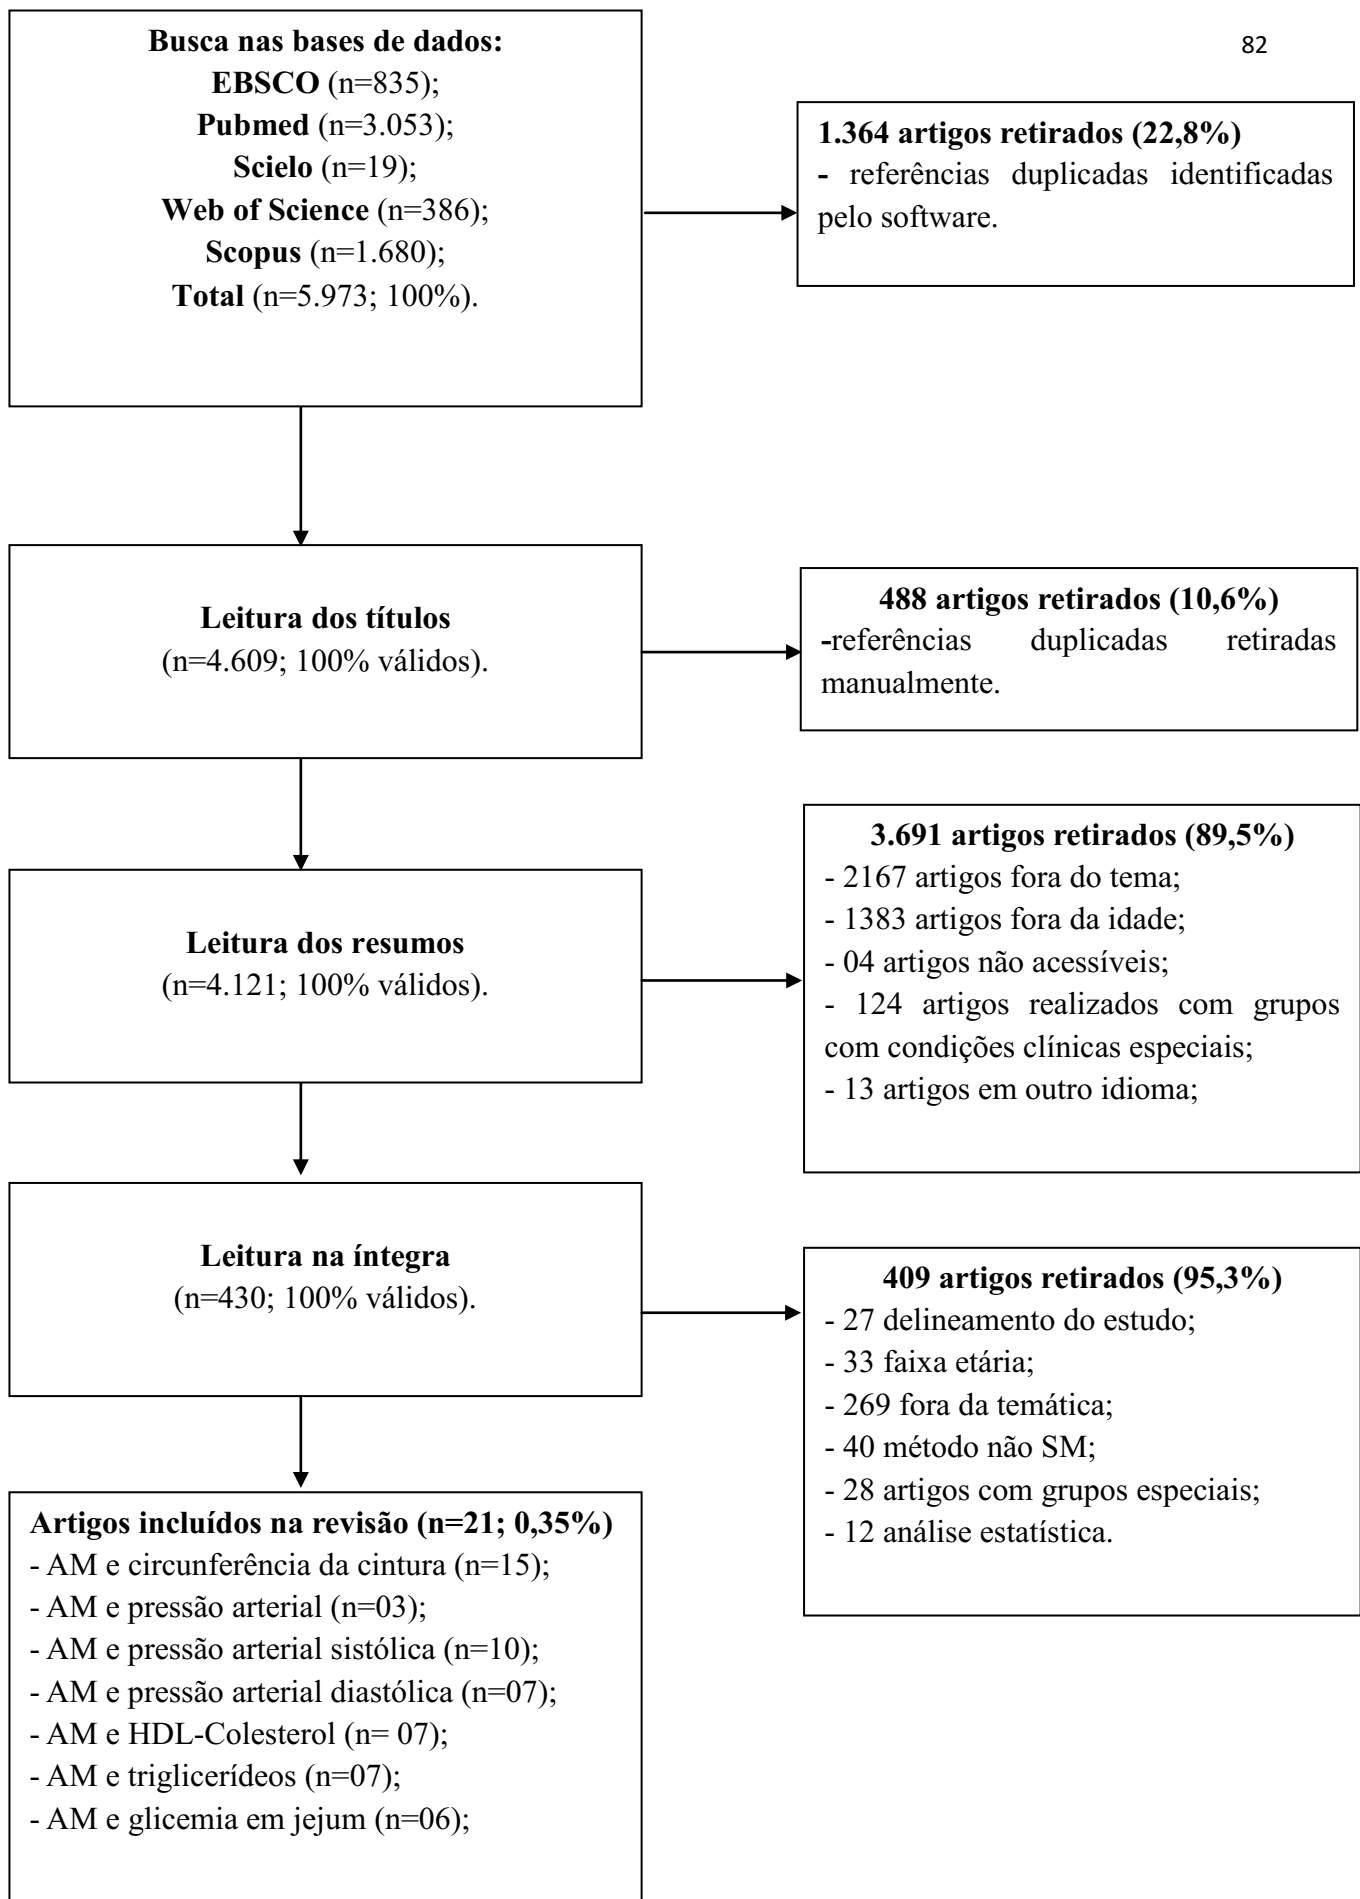 82
Busca nas bases de dados:
EBSCO (n=835);
Pubmed (n=3.053);
Scielo (n=19);
Web of Science (n=386);
Scopus (n=1.680);
Total (n=5.973; 100%).
1.364 artigos retirados (22,8%)
- referências duplicadas identificadas
pelo software.
Leitura dos títulos
(n=4.609; 100% válidos).
488 artigos retirados (10,6%)
-referências duplicadas retiradas
manualmente.
Leitura dos resumos
(n=4.121; 100% válidos).
3.691 artigos retirados (89,5%)
- 2167 artigos fora do tema;
- 1383 artigos fora da idade;
- 04 artigos não acessíveis;
- 124 artigos realizados com grupos
com condições clínicas especiais;
- 13 artigos em outro idioma;
Leitura na íntegra
(n=430; 100% válidos).
409 artigos retirados (95,3%)
- 27 delineamento do estudo;
- 33 faixa etária;
- 269 fora da temática;
- 40 método não SM;
- 28 artigos com grupos especiais;
- 12 análise estatística.
Artigos incluídos na revisão (n=21; 0,35%)
- AM e circunferência da cintura (n=15);
- AM e pressão arterial (n=03);
- AM e pressão arterial sistólica (n=10);
- AM e pressão arterial diastólica (n=07);
- AM e HDL-Colesterol (n= 07);
- AM e triglicerídeos (n=07);
- AM e glicemia em jejum (n=06);